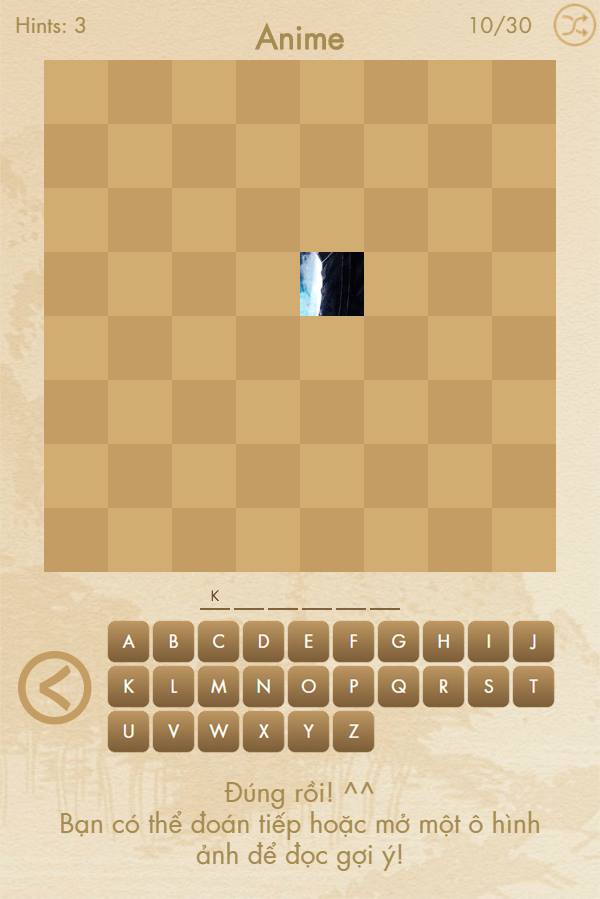 Hints: 3
Anime
10/30
K
A B C D E F G H I J
K L M N O P Q R S T
U V W X Y Z
Đúng rồi! ^^
Bạn có thể đoán tiếp hoặc mở một ô hình
ảnh để đọc gợi ý!